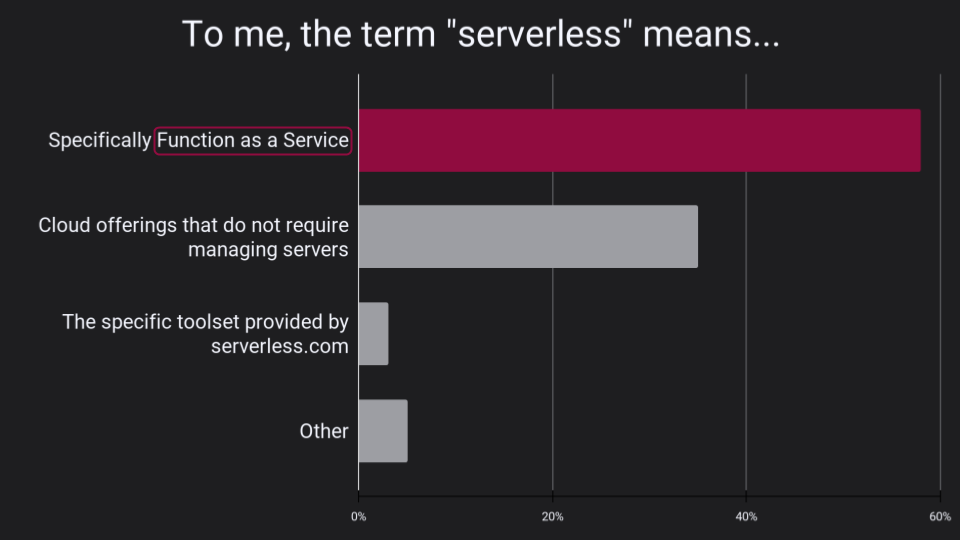 To me, the term "serverless" means...
Specifically Function as a Service
Cloud offerings that do not require
managing servers
The specific toolset provided by
serverless.com
Other
0%
20%
40%
60%